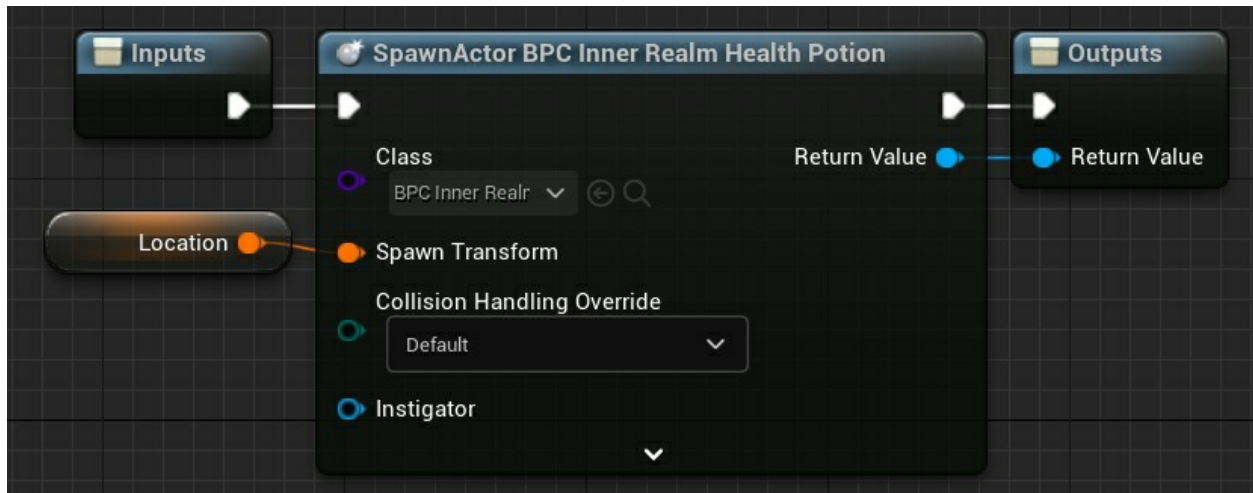 Inputs
SpawnActor BPC Inner Realm Health Potion
Outputs
Class
Return Value
Return Value
BPC Inner Realr
Location
Spawn Transform
Collision Handling Override
Default
Instigator